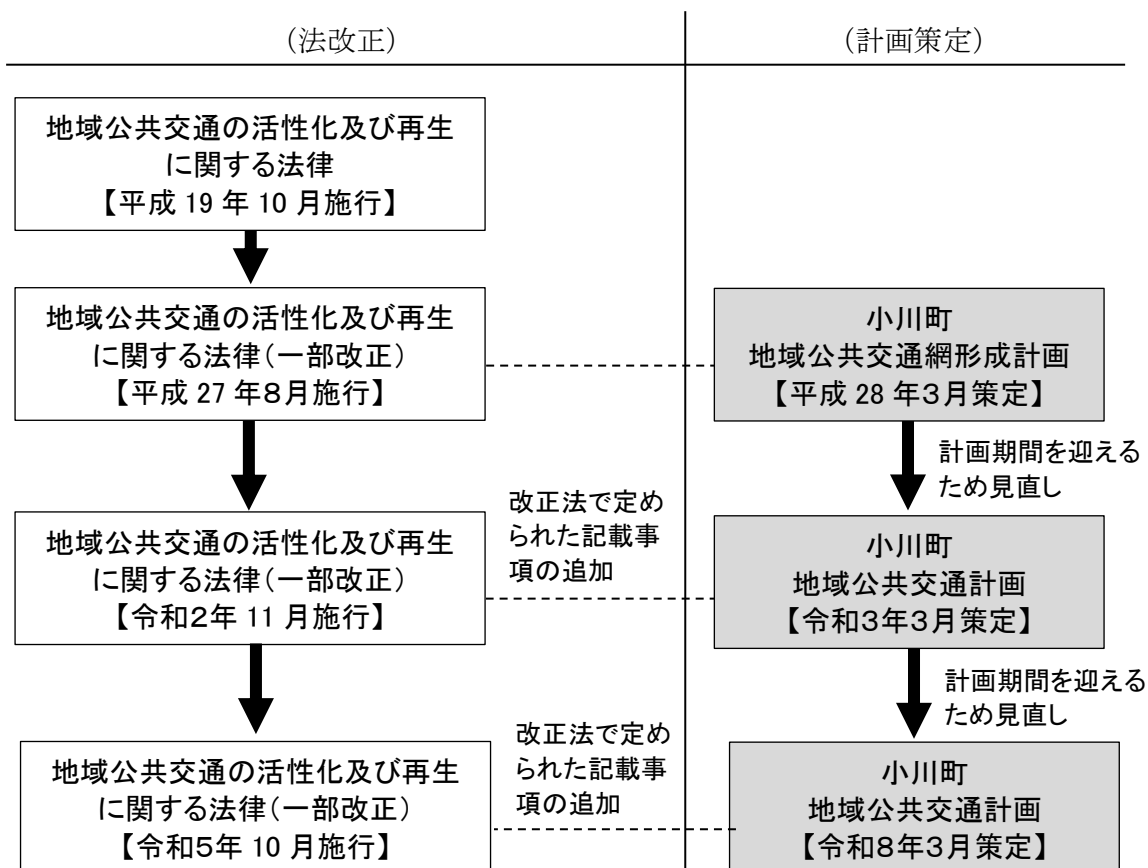 （法改正）
（計画策定）
地域公共交通の活性化及び再生
に関する法律
【平成 19 年 10 月施行】
地域公共交通の活性化及び再生
に関する法律（一部改正）
【平成 27 年８月施行】
小川町
地域公共交通網形成計画
【平成 28 年３月策定】
計画期間を迎える
ため見直し
改正法で定め
られた記載事
項の追加
地域公共交通の活性化及び再生
に関する法律（一部改正）
【令和２年 11 月施行】
小川町
地域公共交通計画
【令和３年３月策定】
計画期間を迎える
ため見直し
改正法で定め
られた記載事
項の追加
地域公共交通の活性化及び再生
に関する法律（一部改正）
【令和５年 10 月施行】
小川町
地域公共交通計画
【令和８年３月策定】